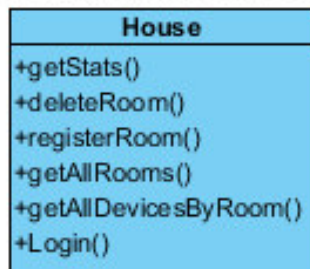 House
+getStats()
+deleteRoom()
+registerRoom()
+getAllRooms()
+getAllDevicesByRoom()
+Login()